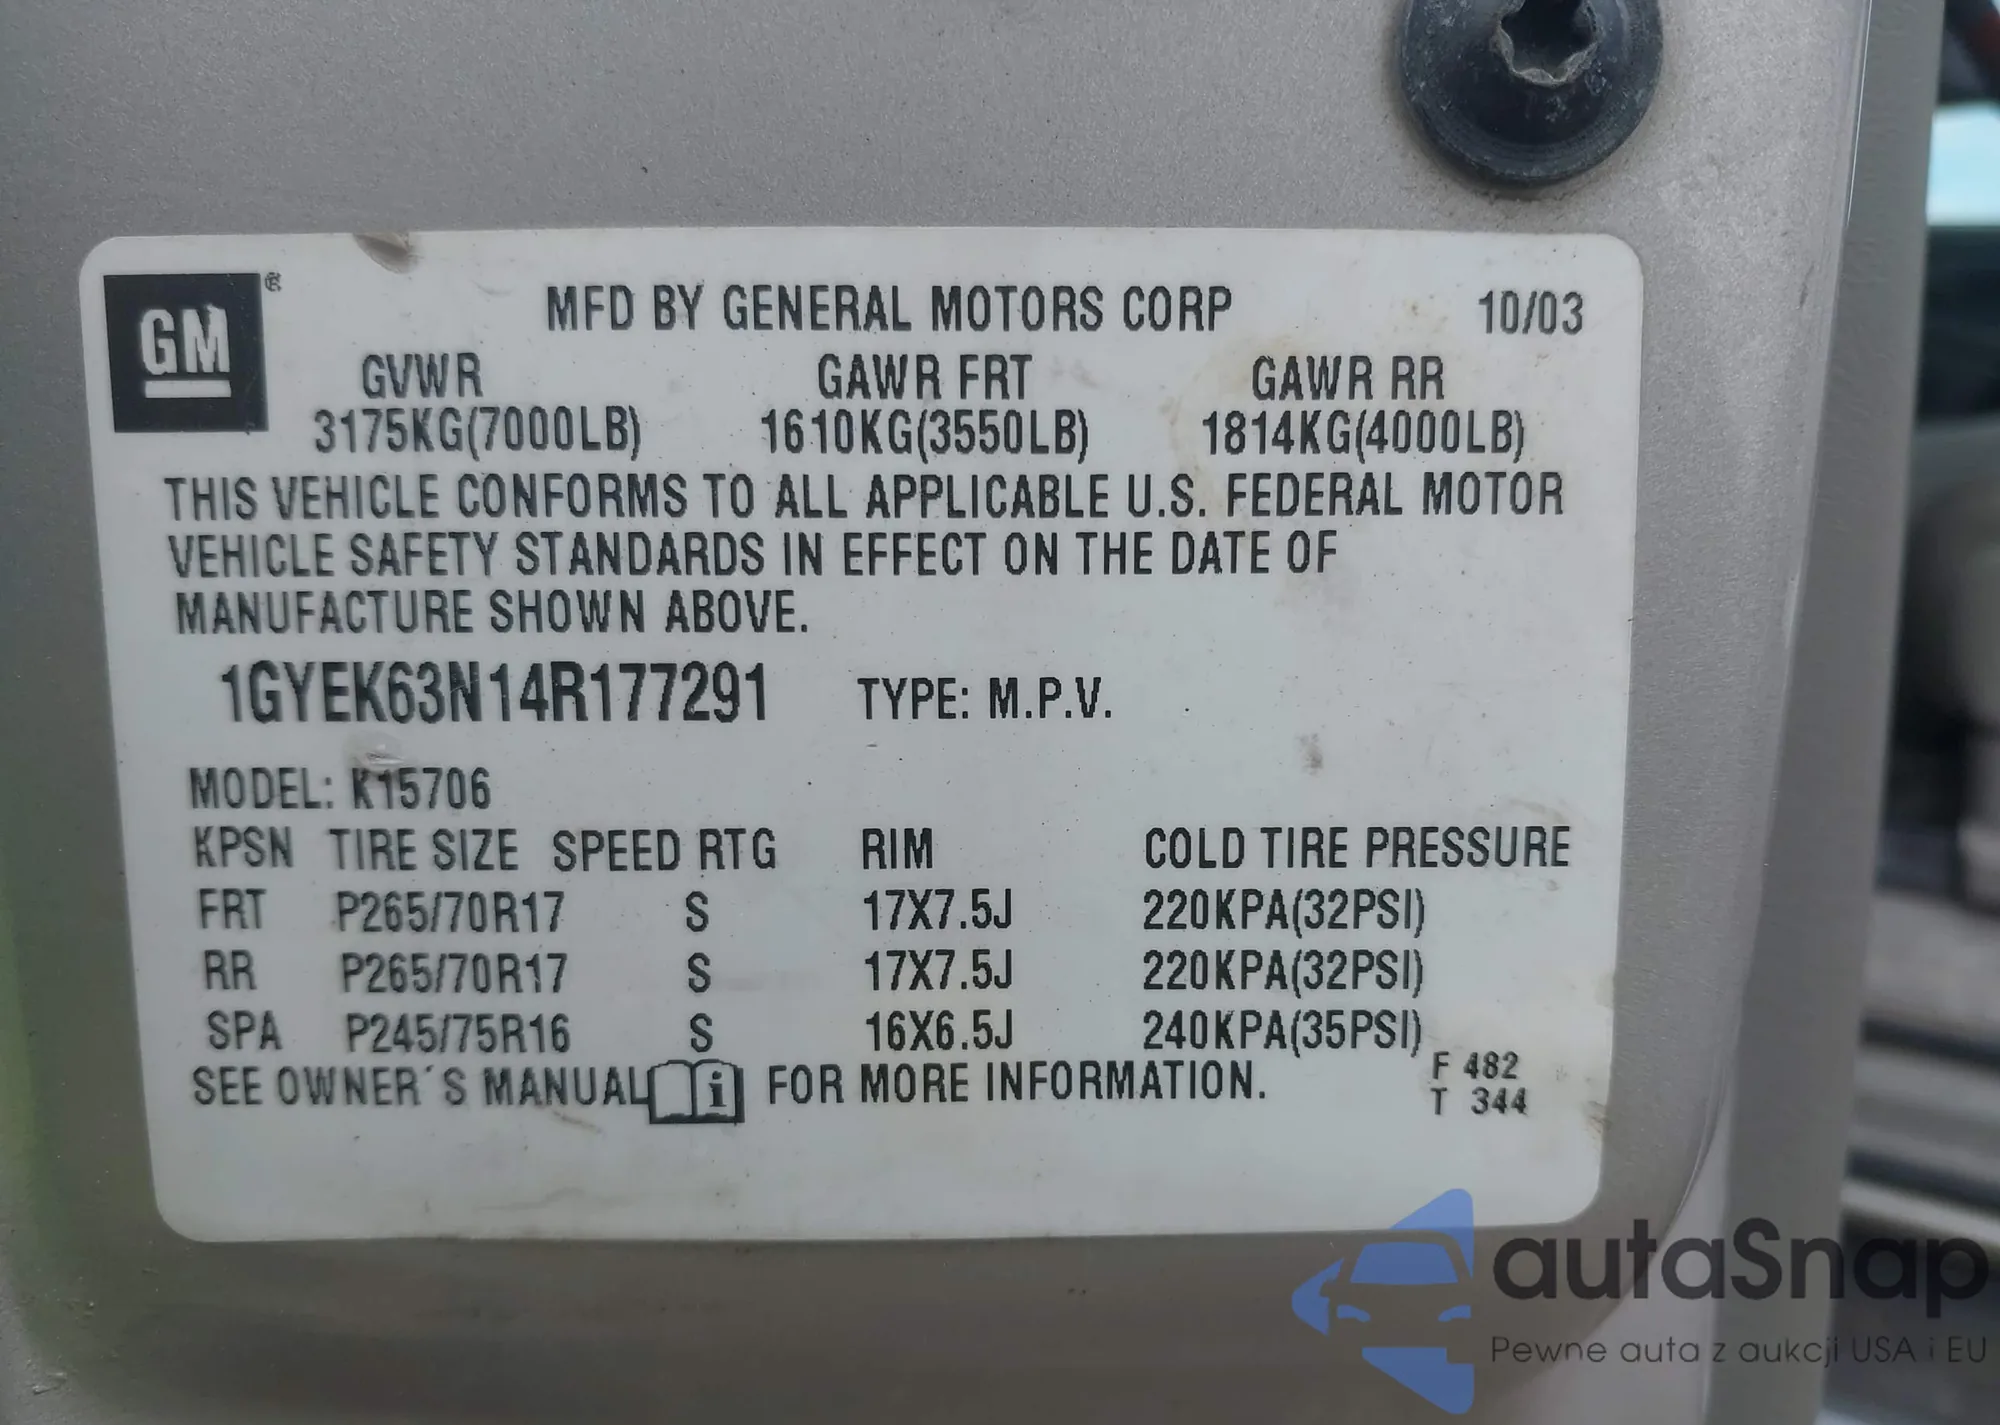 GM ®
MFD BY GENERAL MOTORS CORP 10/03
GVWR GAWR FRT GAWR RR
3175KG(7000LB) 1610KG(3550LB) 1814KG(4000LB)
THIS VEHICLE CONFORMS TO ALL APPLICABLE U.S. FEDERAL MOTOR
VEHICLE SAFETY STANDARDS IN EFFECT ON THE DATE OF
MANUFACTURE SHOWN ABOVE.
1GYEK63N14R177291 TYPE: M.P.V.
MODEL: K15706
KPSN TIRE SIZE SPEED RTG RIM COLD TIRE PRESSURE
FRT P265/70R17 S 17X7.5J 220KPA(32PSI)
RR P265/70R17 S 17X7.5J 220KPA(32PSI)
SPA P245/75R16 S 16X6.5J 240KPA(35PSI)
SEE OWNER´S MANUAL i FOR MORE INFORMATION.
F 482
T 344
autaSnap
Pewne auta z aukcji USA i EU